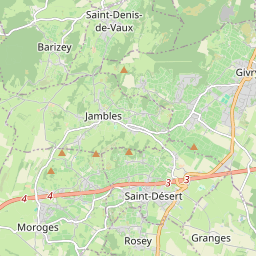 Saint-Denis-
de-Vaux
Barizey
Givry
Jambles
3
3
4
4
Saint-Désert
Moroges
Rosey
Granges